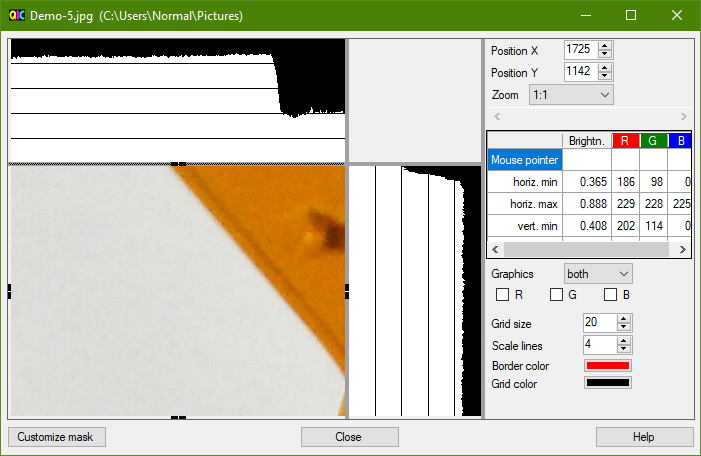 QIC Demo-5.jpg (C:\Users\Normal\Pictures)
Position X 1725
Position Y 1142
Zoom 1:1
Brightn. R G B
Mouse pointer
horiz. min 0.365 186 98 0
horiz. max 0.888 229 228 225
vert. min 0.408 202 114 0
Graphics both
R G B
Grid size 20
Scale lines 4
Border color
Grid color
Customize mask Close Help